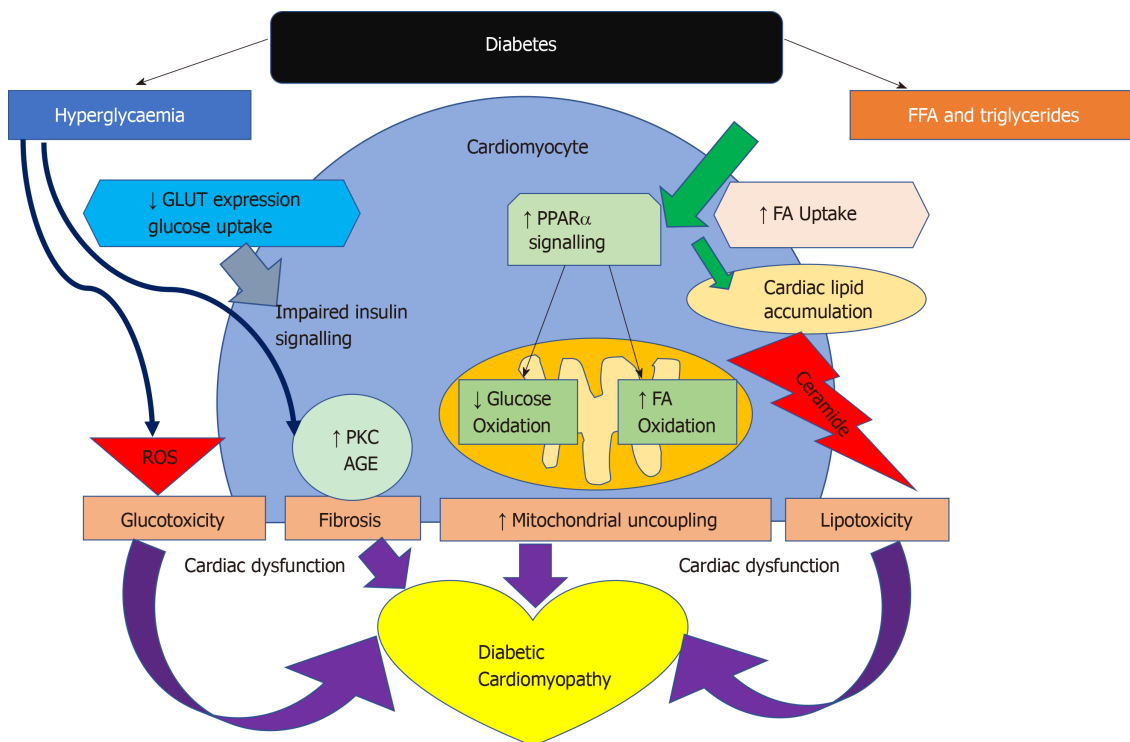 Diabetes
Hyperglycaemia
FFA and triglycerides
Cardiomyocyte
↓ GLUT expression
glucose uptake
↑ PPARα
signalling
↑ FA Uptake
Cardiac lipid
accumulation
Impaired insulin
signalling
Ceramide
↓ Glucose
Oxidation
↑ FA
Oxidation
ROS
↑ PKC
AGE
Glucotoxicity
Fibrosis
↑ Mitochondrial uncoupling
Lipotoxicity
Cardiac dysfunction
Cardiac dysfunction
Diabetic
Cardiomyopathy